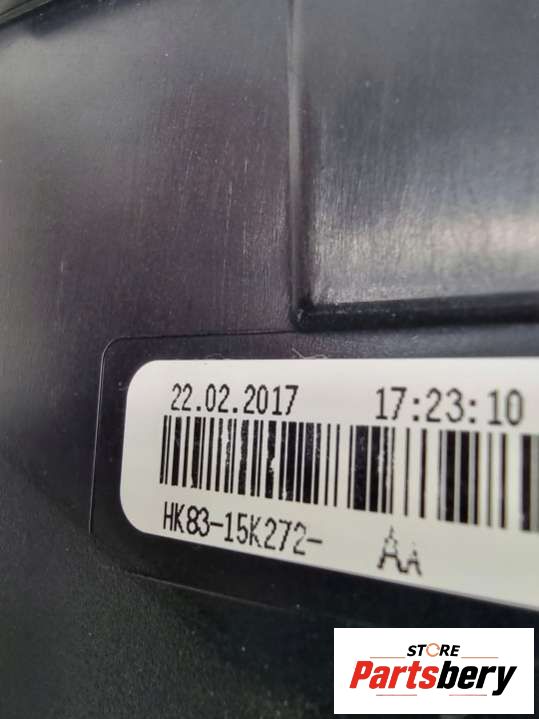 22.02.2017 17:23:10
HK83-15K272- AA
STORE
Partsbery